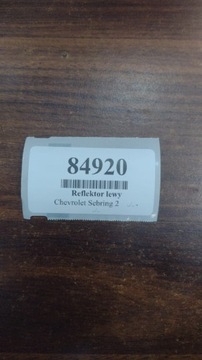 84920
Reflektor lewy
Chevrolet Sebring 2